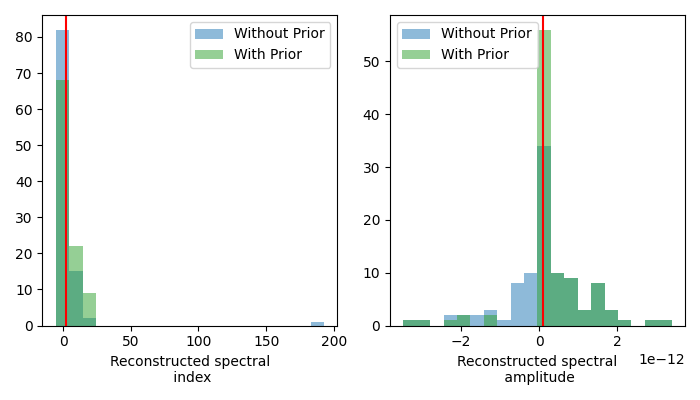 80
70
60
50
40
30
20
10
0
0 50 100 150 200
Reconstructed spectral
index
Without Prior
With Prior
50
40
30
20
10
0
−2 0 2
1e−12
Reconstructed spectral
amplitude
Without Prior
With Prior